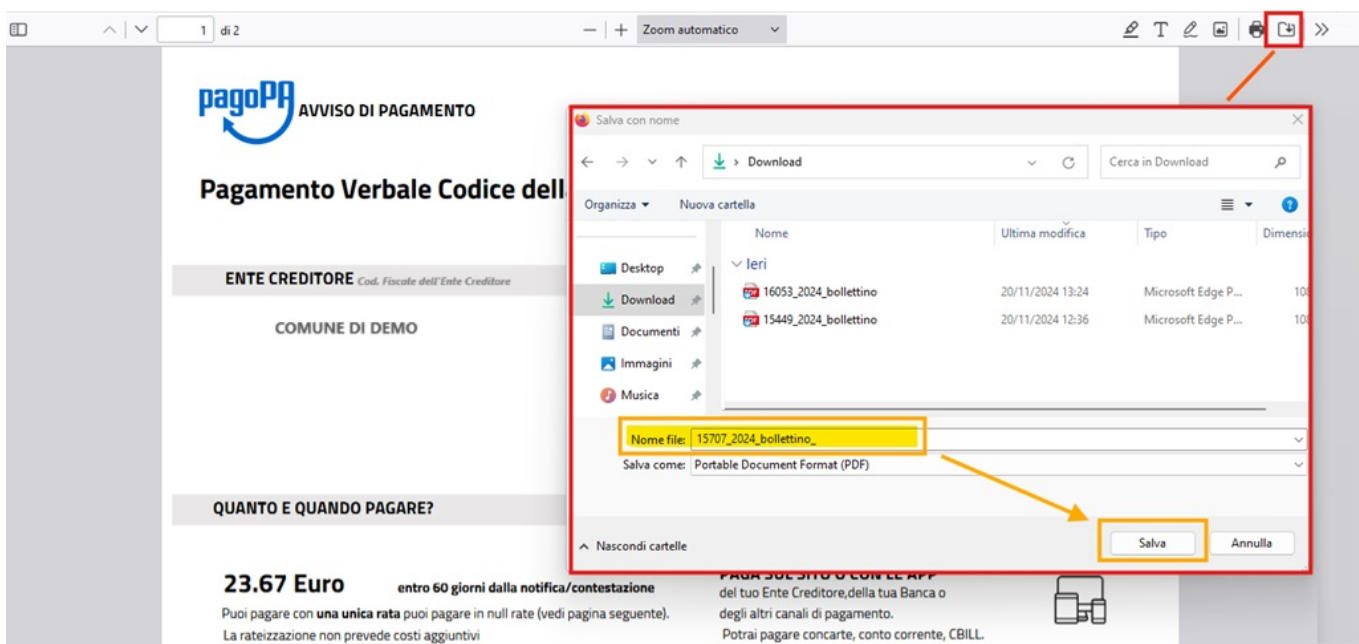 1 di 2
Zoom automatico
pagoPA AVVISO DI PAGAMENTO
Pagamento Verbale Codice dell
ENTE CREDITORE Cod. Fiscale dell'Ente Creditore
COMUNE DI DEMO
QUANTO E QUANDO PAGARE?
23.67 Euro entro 60 giorni dalla notifica/contestazione
Puoi pagare con una unica rata puoi pagare in null rate (vedi pagina seguente).
La rateizzazione non prevede costi aggiuntivi
Salva con nome
Download
Cerca in Download
Organizza
Nuova cartella
Nome Ultima modifica Tipo
Desktop
Download
Documenti
Immagini
Musica
Ieri
16053_2024_bollettino 20/11/2024 13:24 Microsoft Edge P...
15449_2024_bollettino 20/11/2024 12:36 Microsoft Edge P...
Nome file: 15707_2024_bollettino_
Salva come: Portable Document Format (PDF)
Nascondi cartelle
Salva
Annulla
PAGA SUL SITO O CON LE APP
del tuo Ente Creditore,della tua Banca o
degli altri canali di pagamento.
Potrai pagare concarte, conto corrente, CBILL.